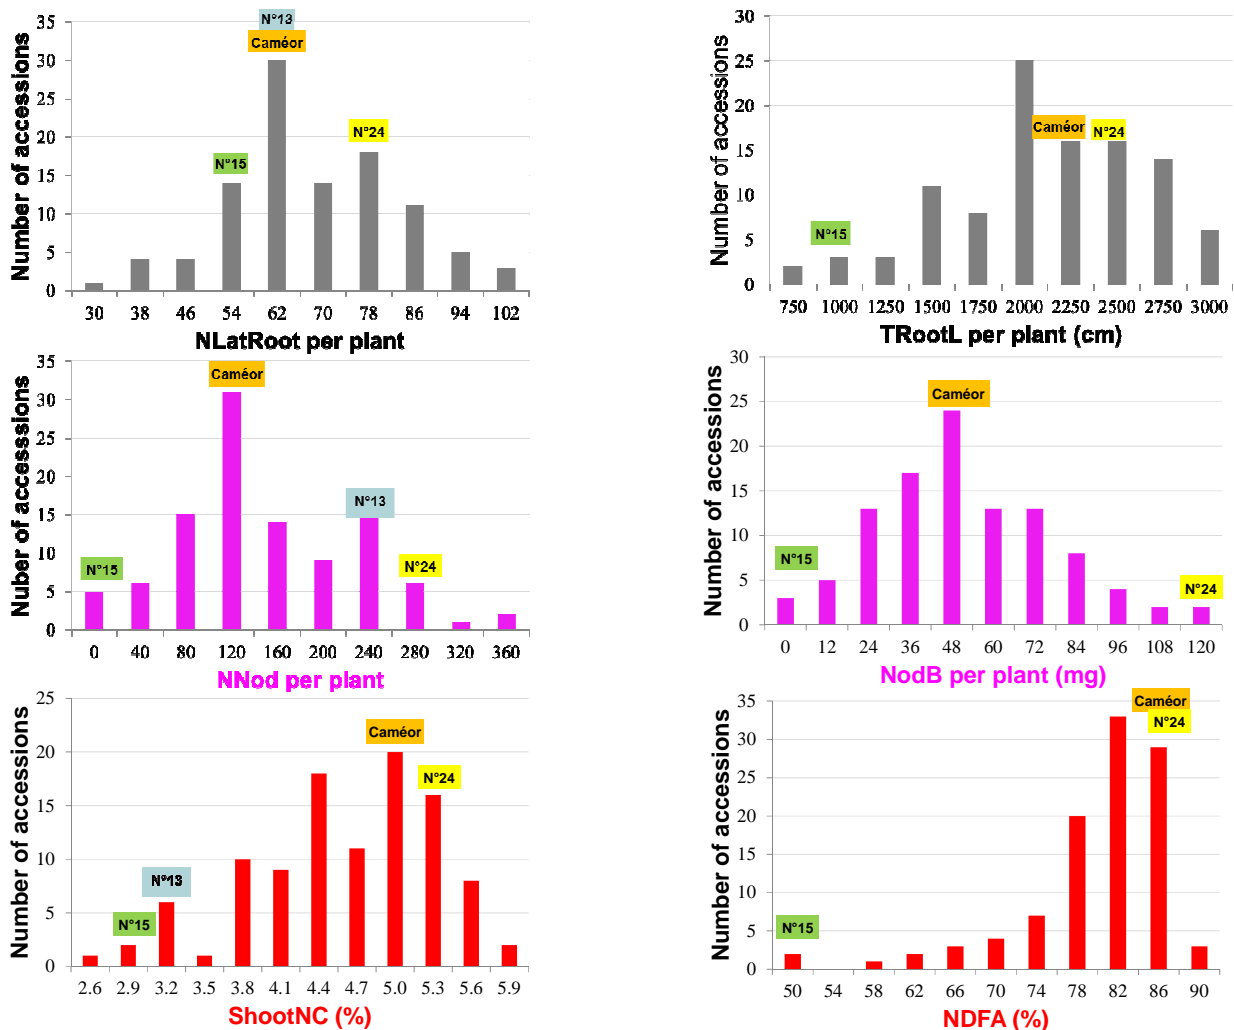 Number of accessions
35
30
25
20
15
10
5
0
N°13
Caméor
N°24
N°15
30 38 46 54 62 70 78 86 94 102
NLatRoot per plant
Number of accessions
30
25
20
15
10
5
0
Caméor
N°24
N°15
750 1000 1250 1500 1750 2000 2250 2500 2750 3000
TRootL per plant (cm)
Nuber of accesssions
35
30
25
20
15
10
5
0
Caméor
N°13
N°15
N°24
0 40 80 120 160 200 240 280 320 360
NNod per plant
Number of accessions
30
25
20
15
10
5
0
Caméor
N°15
N°24
0 12 24 36 48 60 72 84 96 108 120
NodB per plant (mg)
Number of accessions
25
20
15
10
5
0
Caméor
N°24
N°13
N°15
2.6 2.9 3.2 3.5 3.8 4.1 4.4 4.7 5.0 5.3 5.6 5.9
ShootNC (%)
Number of accessions
35
30
25
20
15
10
5
0
Caméor
N°24
N°15
50 54 58 62 66 70 74 78 82 86 90
NDFA (%)